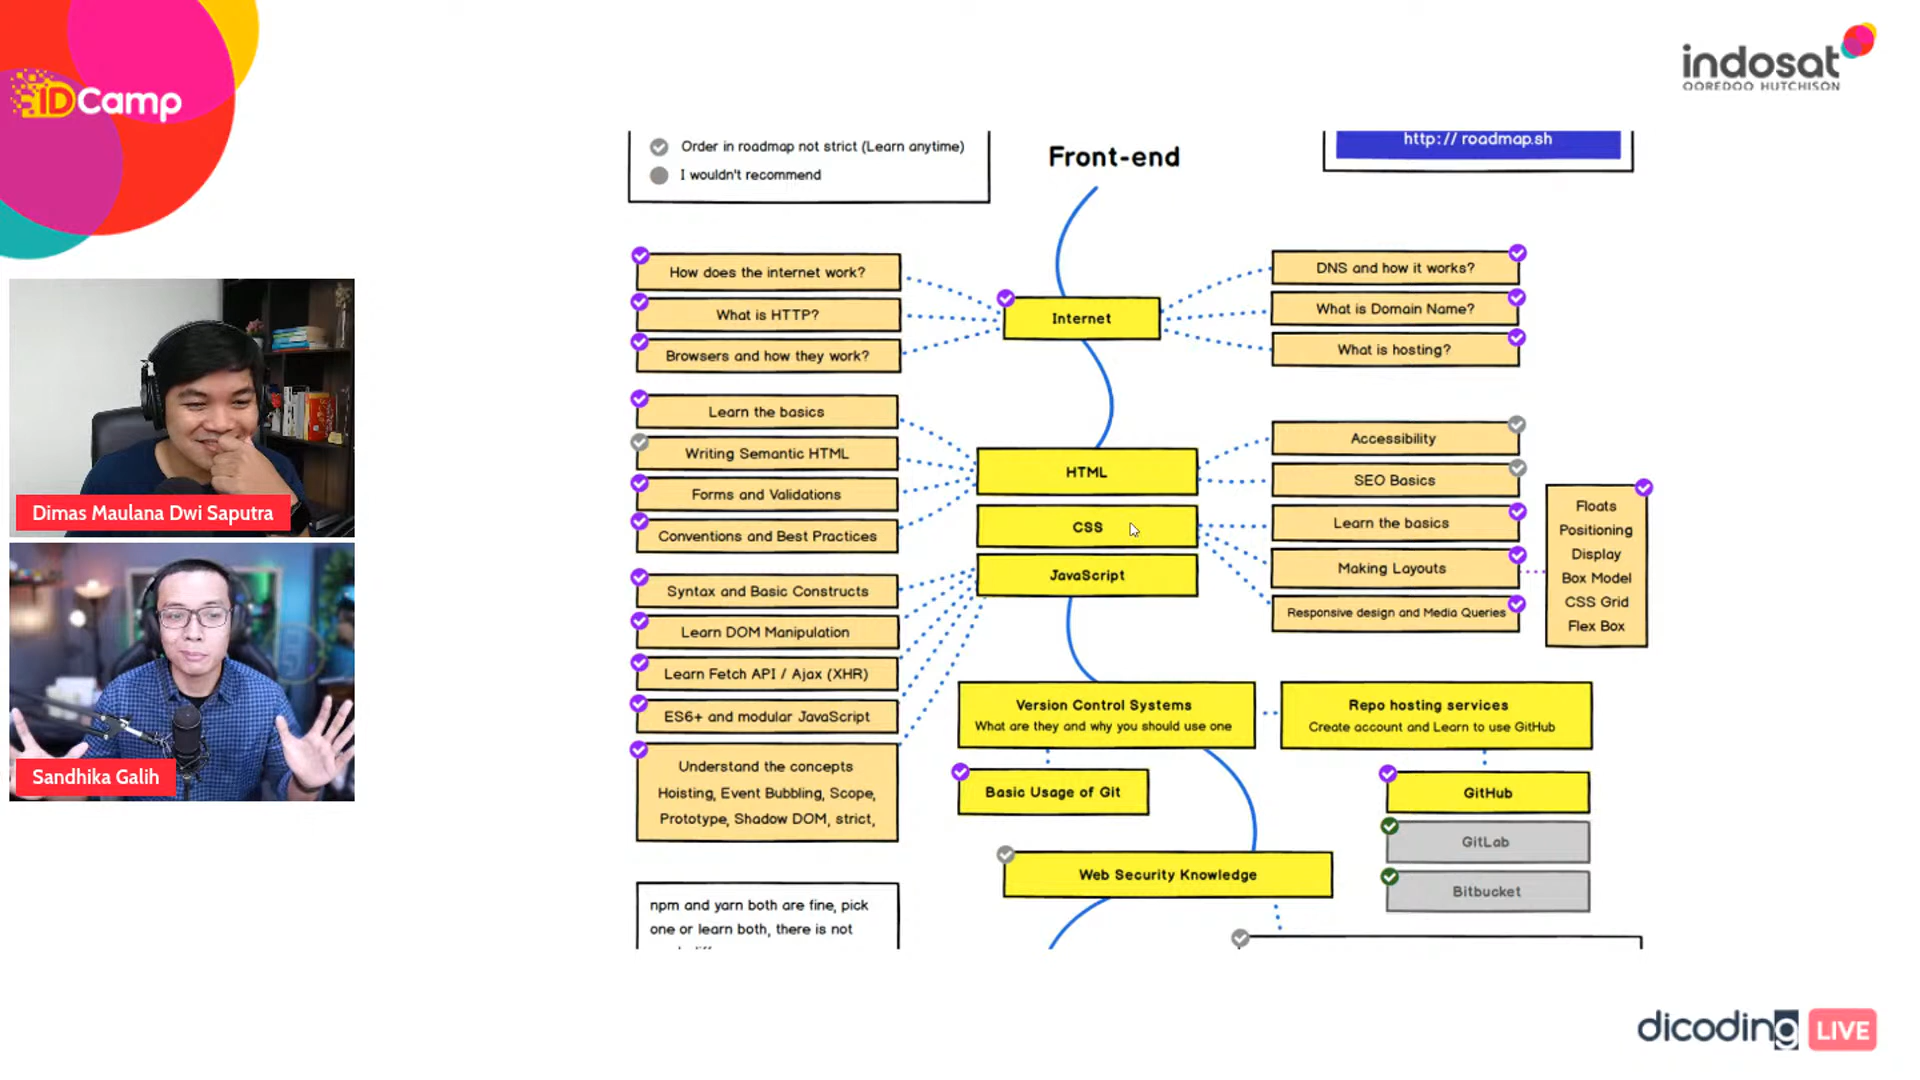 IDCamp
indosat
OOREDOO HUTCHISON
Order in roadmap not strict (Learn anytime)
I wouldn't recommend
Front-end
http:// roadmap.sh
How does the internet work?
What is HTTP?
Browsers and how they work?
Internet
DNS and how it works?
What is Domain Name?
What is hosting?
Learn the basics
Writing Semantic HTML
Forms and Validations
Conventions and Best Practices
HTML
CSS
JavaScript
Accessibility
SEO Basics
Learn the basics
Making Layouts
Responsive design and Media Queries
Floats
Positioning
Display
Box Model
CSS Grid
Flex Box
Syntax and Basic Constructs
Learn DOM Manipulation
Learn Fetch API / Ajax (XHR)
ES6+ and modular JavaScript
Understand the concepts
Hoisting, Event Bubbling, Scope,
Prototype, Shadow DOM, strict,
Version Control Systems
What are they and why you should use one
Repo hosting services
Create account and Learn to use GitHub
Basic Usage of Git
GitHub
GitLab
Bitbucket
Web Security Knowledge
npm and yarn both are fine, pick
one or learn both, there is not
Dimas Maulana Dwi Saputra
Sandhika Galih
dicoding LIVE